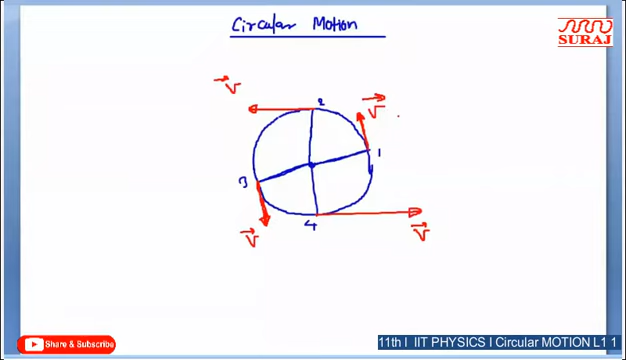 Circular Motion
SURAJ
v
2
v
1
3
4
v
v
Share & Subscribe
11th I IIT PHYSICS I Circular MOTION L1 1